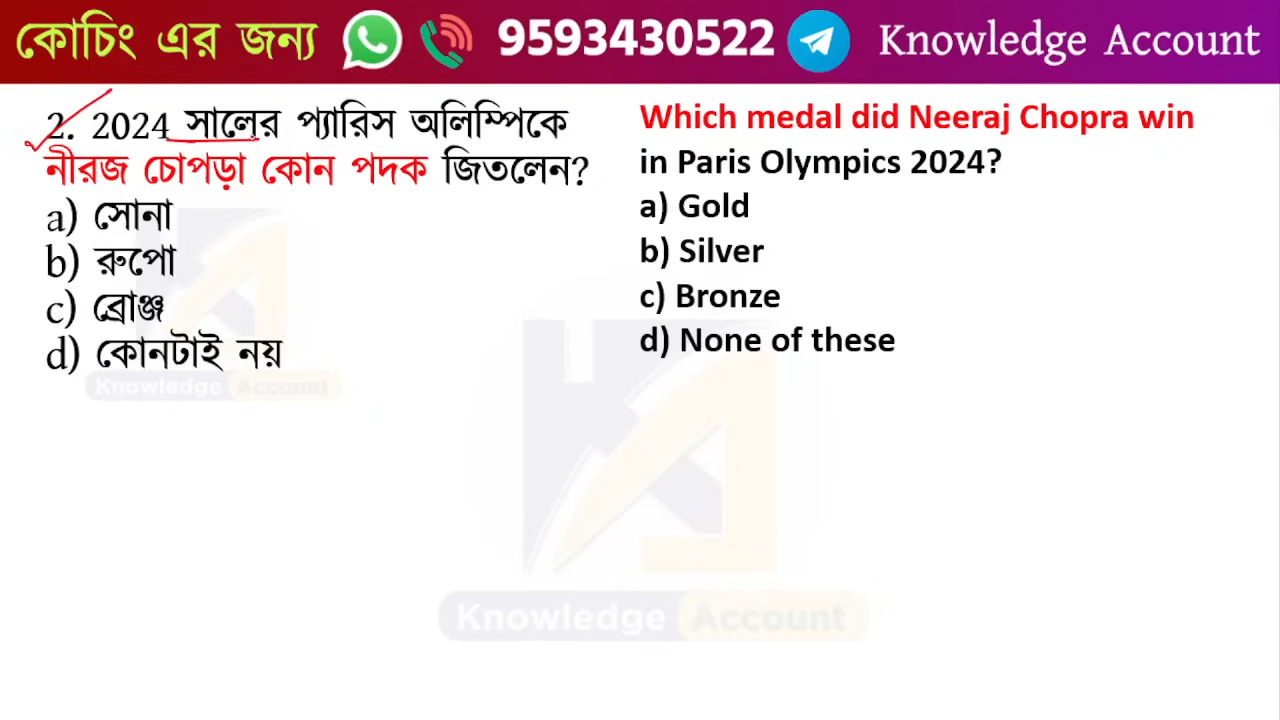 কোচিং এর জন্য 9593430522 Knowledge Account
2. 2024 সালের প্যারিস অলিম্পিকে
নীরজ চোপড়া কোন পদক জিতলেন?
a) সোনা
b) রুপো
c) ব্রোঞ্জ
d) কোনটাই নয়
Which medal did Neeraj Chopra win
in Paris Olympics 2024?
a) Gold
b) Silver
c) Bronze
d) None of these
Knowledge Account
Knowledge Account